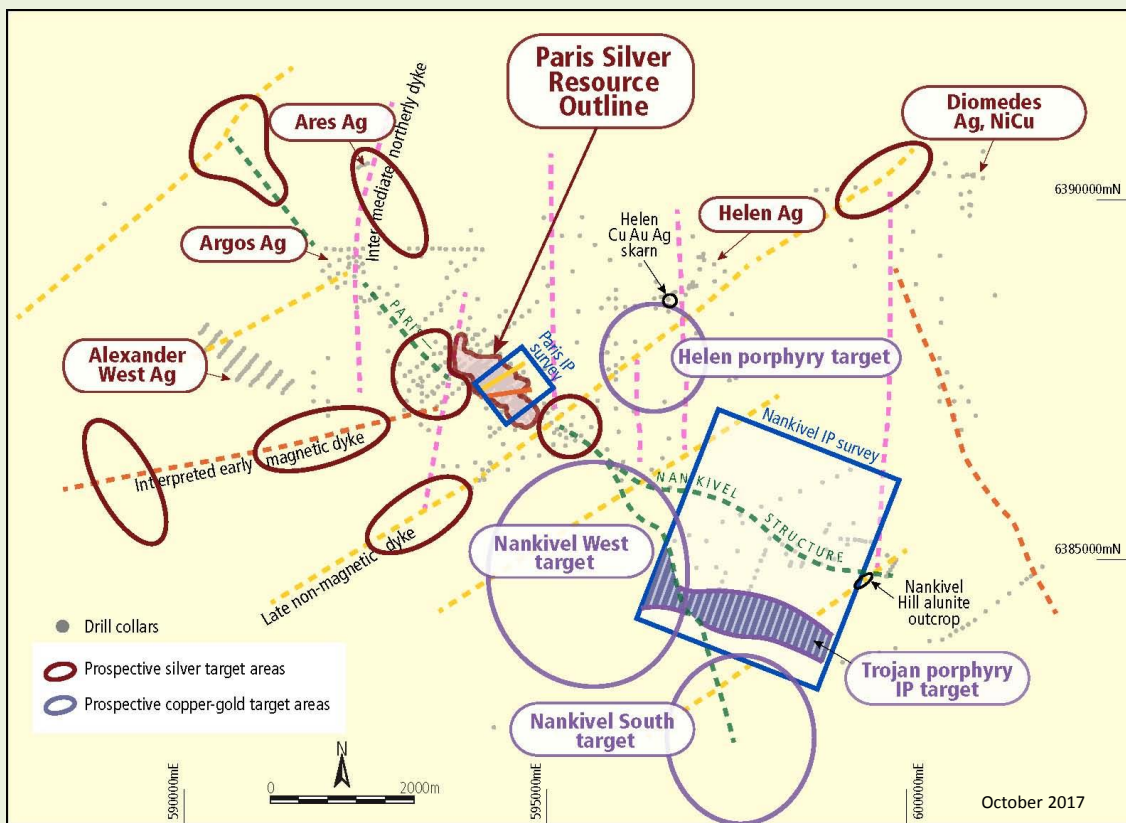 Paris Silver
Resource
Outline
Diomedes
Ag, NiCu
Ares Ag
Intermediate northerly dyke
6390000mN
Helen
Cu Au Ag
skarn
Helen Ag
Argos Ag
PARIS
Paris IP
survey
Alexander
West Ag
Helen porphyry target
Nankivel IP survey
Interpreted early magnetic dyke
NANKIVEL
STRUCTURE
Nankivel West
target
Late non-magnetic dyke
6385000mN
Nankivel
Hill alunite
outcrop
Drill collars
Prospective silver target areas
Prospective copper-gold target areas
Trojan porphyry
IP target
Nankivel South
target
N
0 2000m
590000mE
595000mE
600000mE
October 2017